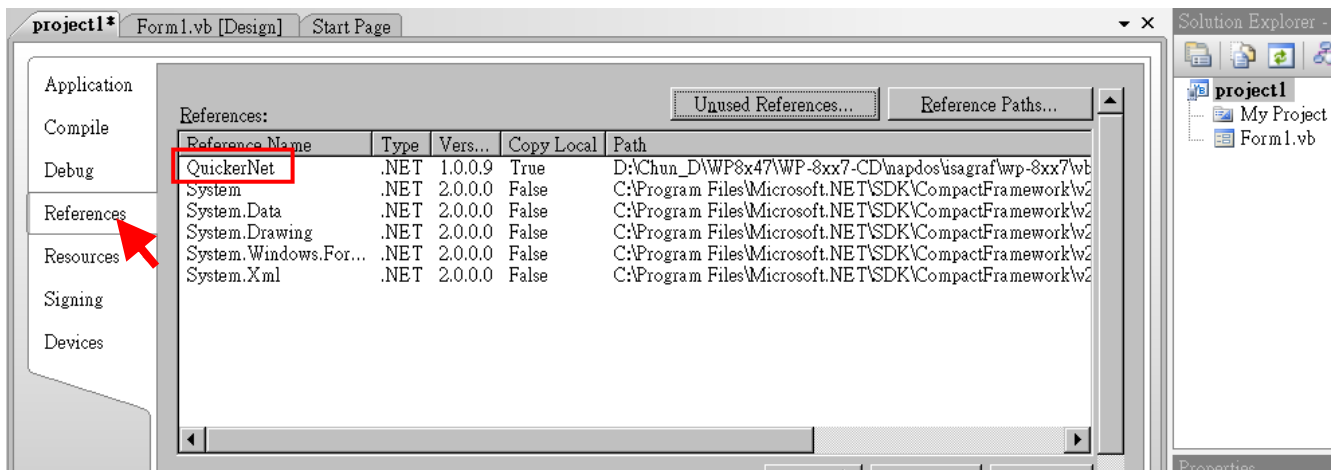 project1* Form1.vb [Design] Start Page
Solution Explorer -
Application
Compile
Debug
References
Resources
Signing
Devices
References:
Unused References... Reference Paths...
Reference Name Type Vers... Copy Local Path
QuickerNet .NET 1.0.0.9 True D:\Chun_D\WP8x47\WP-8xx7-CD\napdos\isagraf\wp-8xx7\vb
System .NET 2.0.0.0 False C:\Program Files\Microsoft.NET\SDK\CompactFramework\v2
System.Data .NET 2.0.0.0 False C:\Program Files\Microsoft.NET\SDK\CompactFramework\v2
System.Drawing .NET 2.0.0.0 False C:\Program Files\Microsoft.NET\SDK\CompactFramework\v2
System.Windows.For... .NET 2.0.0.0 False C:\Program Files\Microsoft.NET\SDK\CompactFramework\v2
System.Xml .NET 2.0.0.0 False C:\Program Files\Microsoft.NET\SDK\CompactFramework\v2
project1
My Project
Form1.vb
Properties